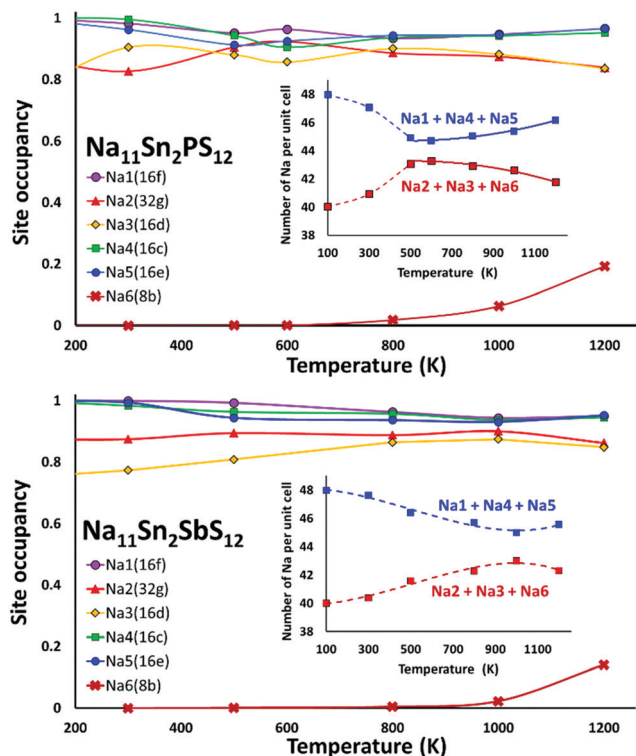 1
0.8
0.6
0.4
0.2
0
Site occupancy
Na11Sn2PS12
Na1(16f)
Na2(32g)
Na3(16d)
Na4(16c)
Na5(16e)
Na6(8b)
48
46
44
42
40
Number of Na per unit cell
Na1 + Na4 + Na5
Na2 + Na3 + Na6
100 300 500 700 900 1100
Temperature (K)
200 400 600 800 1000 1200
Temperature (K)
1
0.8
0.6
0.4
0.2
0
Site occupancy
Na11Sn2SbS12
Na1(16f)
Na2(32g)
Na3(16d)
Na4(16c)
Na5(16e)
Na6(8b)
48
46
44
42
40
38
Number of Na per unit cell
Na1 + Na4 + Na5
Na2 + Na3 + Na6
100 300 500 700 900 1100
Temperature (K)
200 400 600 800 1000 1200
Temperature (K)